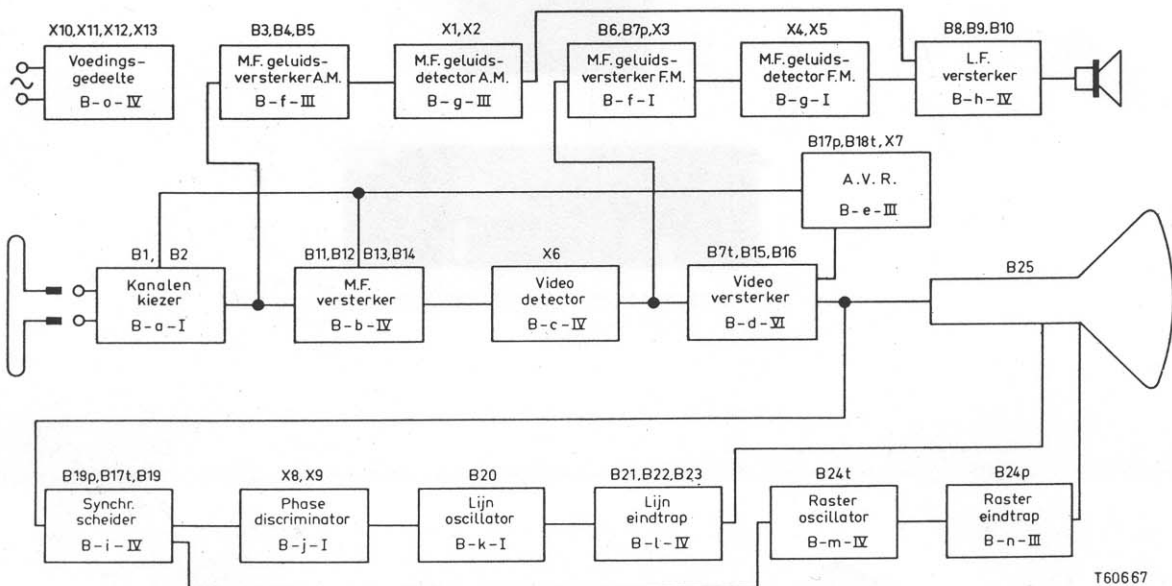 X10,X11,X12,X13
Voedings-
gedeelte
B-o-IV
B3,B4,B5
M.F. geluids-
versterker A.M.
B-f-III
X1,X2
M.F. geluids-
detector A.M.
B-g-III
B6,B7p,X3
M.F. geluids-
versterker F.M.
B-f-I
X4,X5
M.F. geluids-
detector F.M.
B-g-I
B8,B9,B10
L.F.
versterker
B-h-IV
B17p,B18t,X7
A.V.R.
B-e-III
B1, B2
Kanalen
kiezer
B-a-I
B11,B12 B13,B14
M.F.
versterker
B-b-IV
X6
Video
detector
B-c-IV
B7t,B15,B16
Video
versterker
B-d-VI
B25
B19p,B17t,B19
Synchr.
scheider
B-i-IV
X8,X9
Phase
discriminator
B-j-I
B20
Lijn
oscillator
B-k-I
B21,B22,B23
Lijn
eindtrap
B-l-IV
B24t
Raster
oscillator
B-m-IV
B24p
Raster
eindtrap
B-n-III
T60667